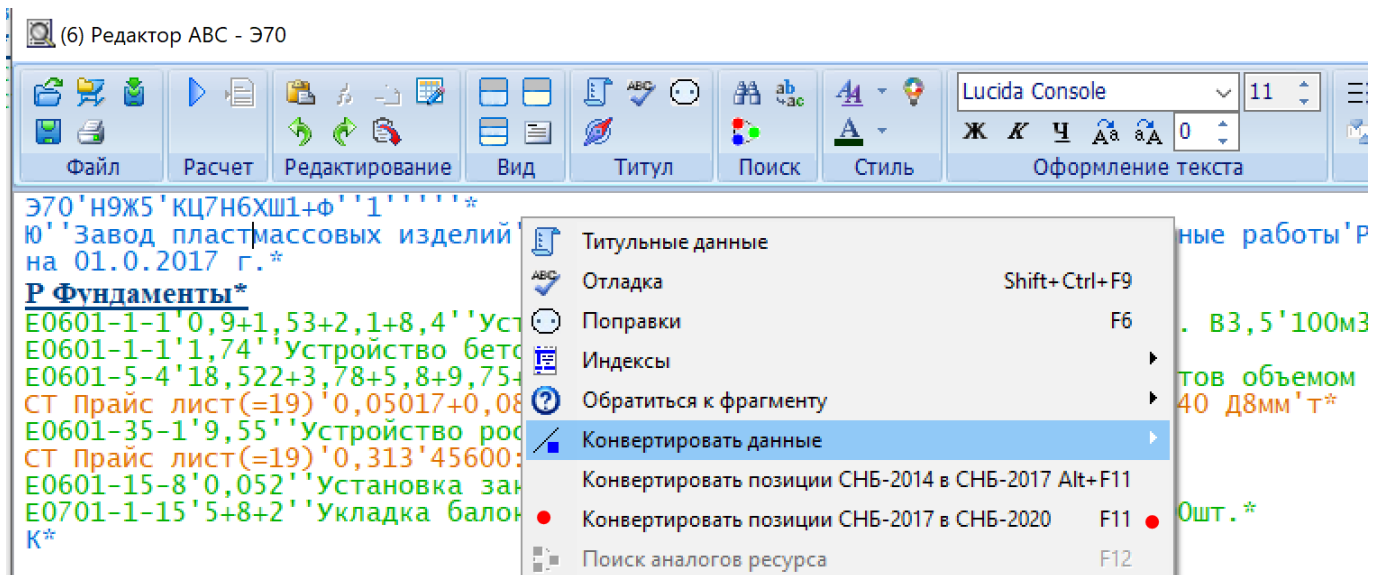 (6) Редактор ABC - Э70
Lucida Console 11
Ж К Ч Аа аА 0
Файл Расчет Редактирование Вид Титул Поиск Стиль Оформление текста
Э70'Н9Ж5'КЦ7Н6ХШ1+Ф''1'''''*
Ю''Завод пластмассовых изделий' ные работы'Р
на 01.0.2017 г.*
Р Фундаменты*
Е0601-1-1'0,9+1,53+2,1+8,4''Уст . В3,5'100м3
Е0601-1-1'1,74''Устройство бето
Е0601-5-4'18,522+3,78+5,8+9,75+ тов объемом
СТ Прайс лист(=19)'0,05017+0,08 40 Д8мм'т*
Е0601-35-1'9,55''Устройство рос
СТ Прайс лист(=19)'0,313'45600:
Е0601-15-8'0,052''Установка зак
Е0701-1-15'5+8+2''Укладка балок 0шт.*
К*
Титульные данные
Отладка Shift+Ctrl+F9
Поправки F6
Индексы
Обратиться к фрагменту
Конвертировать данные
Конвертировать позиции СНБ-2014 в СНБ-2017 Alt+F11
Конвертировать позиции СНБ-2017 в СНБ-2020 F11
Поиск аналогов ресурса F12